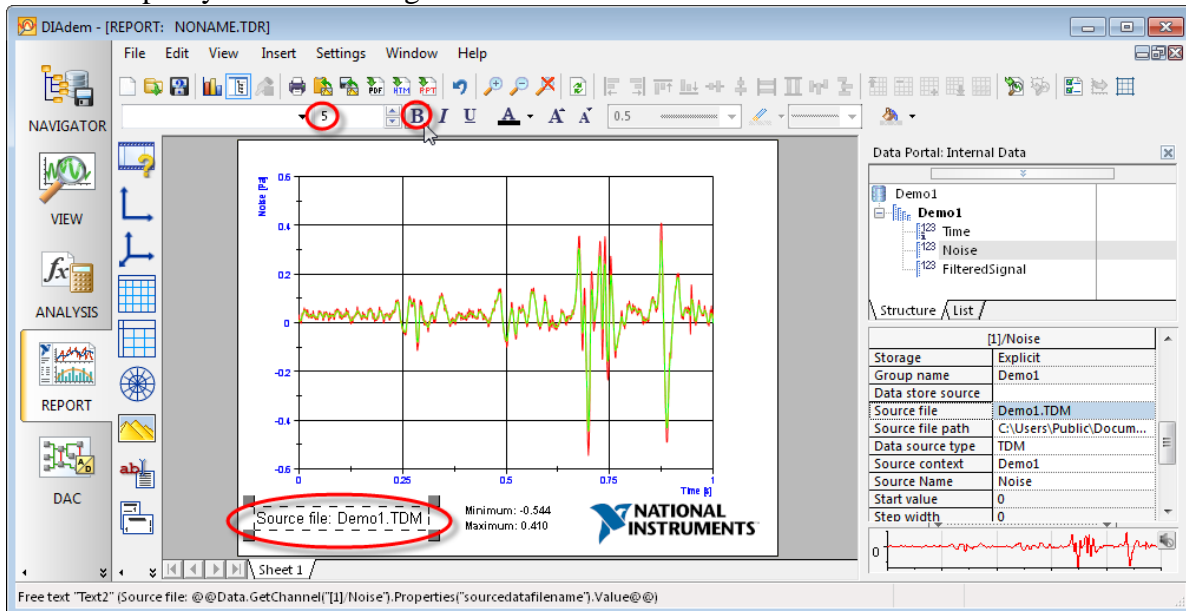 DIAdem - [REPORT: NONAME.TDR]
File Edit View Insert Settings Window Help
PDF HTM PPT
NAVIGATOR
5 B I U A A A 0.5
VIEW
ANALYSIS
REPORT
DAC
Noise [Pa]
0.6
0.4
0.2
0
-0.2
-0.4
-0.6
0 0.25 0.5 0.75 1
Time [s]
Source file: Demo1.TDM
Minimum: -0.544
Maximum: 0.410
NATIONAL
INSTRUMENTS
Sheet 1
Data Portal: Internal Data
Demo1
Demo1
Time
Noise
FilteredSignal
Structure List
[1]/Noise
Storage Explicit
Group name Demo1
Data store source
Source file Demo1.TDM
Source file path C:\Users\Public\Docum...
Data source type TDM
Source context Demo1
Source Name Noise
Start value 0
Step width 0
0
Free text "Text2" (Source file: @@Data.GetChannel("[1]/Noise").Properties("sourcedatafilename").Value@@)